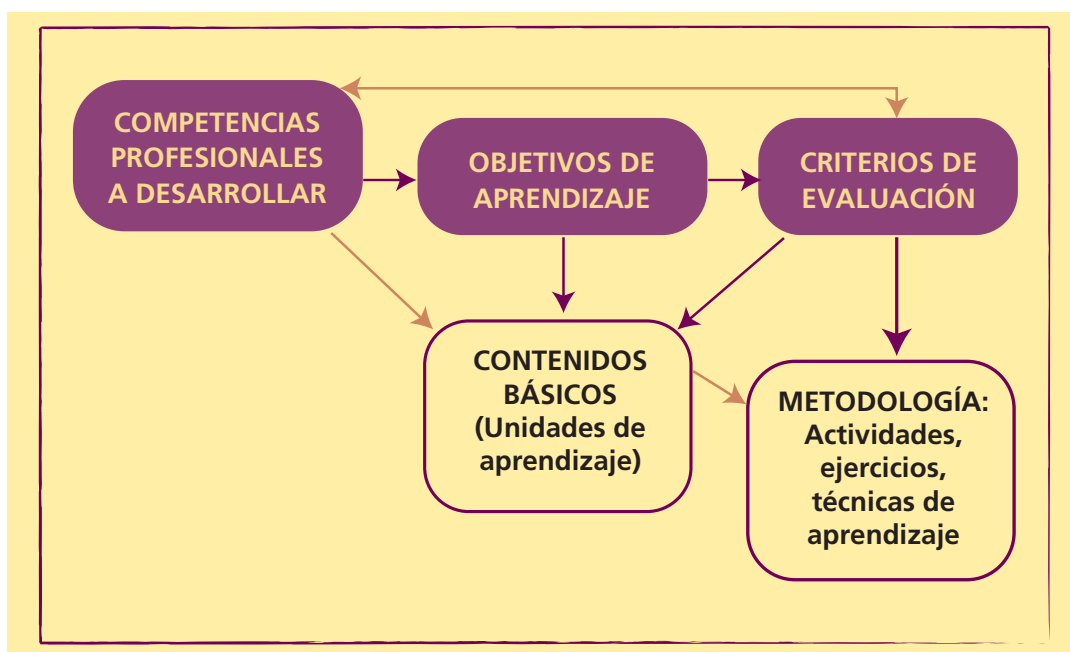 COMPETENCIAS
PROFESIONALES
A DESARROLLAR
OBJETIVOS DE
APRENDIZAJE
CRITERIOS DE
EVALUACIÓN
CONTENIDOS
BÁSICOS
(Unidades de
aprendizaje)
METODOLOGÍA:
Actividades,
ejercicios,
técnicas de
aprendizaje